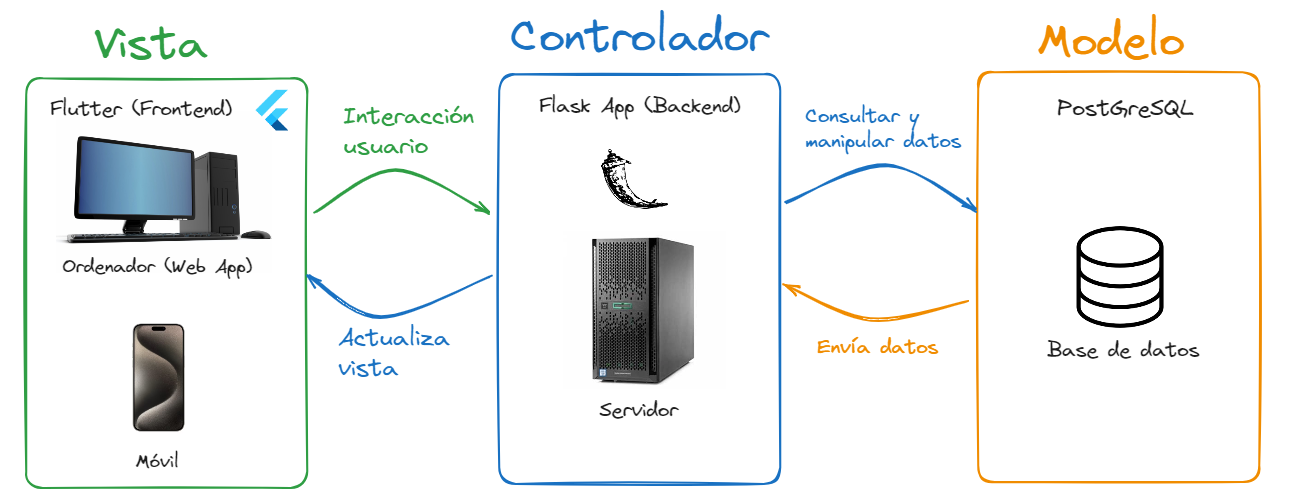 Vista
Controlador
Modelo
Flutter (Frontend)
Ordenador (Web App)
Móvil
Interacción
usuario
Actualiza
vista
Flask App (Backend)
Servidor
Consultar y
manipular datos
Envía datos
PostGreSQL
Base de datos